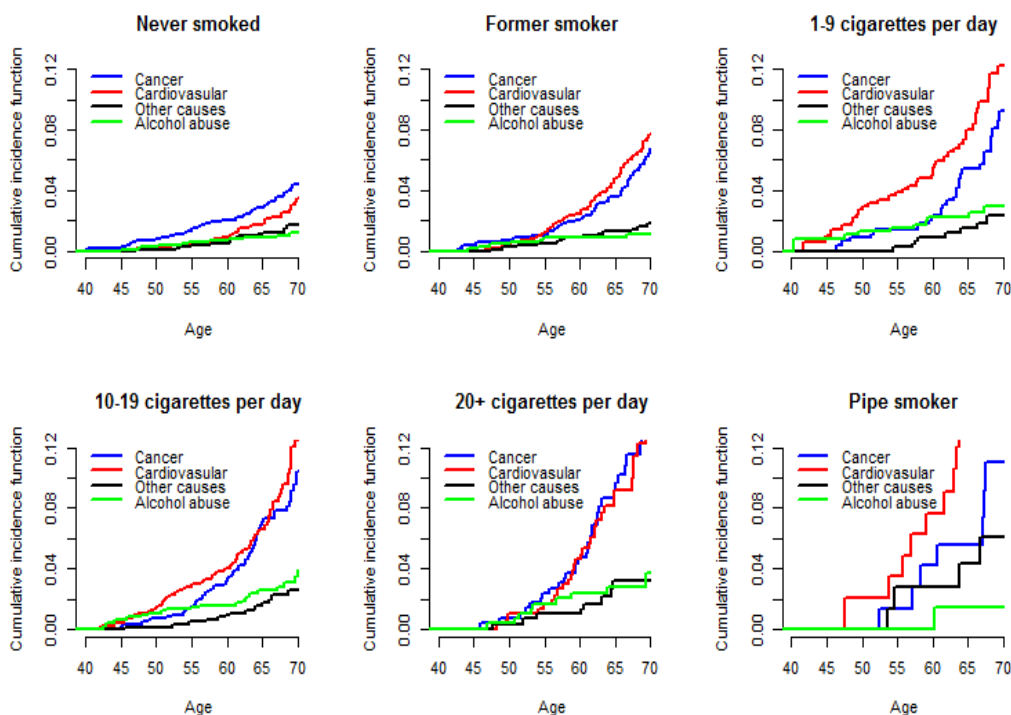 Never smoked
Cumulative incidence function
0.00 0.04 0.08 0.12
Cancer
Cardiovasular
Other causes
Alcohol abuse
40 45 50 55 60 65 70
Age
Former smoker
Cumulative incidence function
0.00 0.04 0.08 0.12
Cancer
Cardiovasular
Other causes
Alcohol abuse
40 45 50 55 60 65 70
Age
1-9 cigarettes per day
Cumulative incidence function
0.00 0.04 0.08 0.12
Cancer
Cardiovasular
Other causes
Alcohol abuse
40 45 50 55 60 65 70
Age
10-19 cigarettes per day
Cumulative incidence function
0.00 0.04 0.08 0.12
Cancer
Cardiovasular
Other causes
Alcohol abuse
40 45 50 55 60 65 70
Age
20+ cigarettes per day
Cumulative incidence function
0.00 0.04 0.08 0.12
Cancer
Cardiovasular
Other causes
Alcohol abuse
40 45 50 55 60 65 70
Age
Pipe smoker
Cumulative incidence function
0.00 0.04 0.08 0.12
Cancer
Cardiovasular
Other causes
Alcohol abuse
40 45 50 55 60 65 70
Age